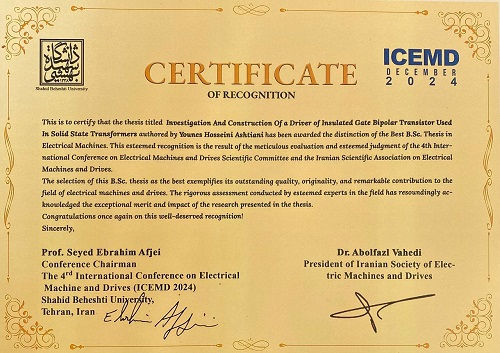 Shahid Beheshti University
ICEMD
DECEMBER
2024
CERTIFICATE
OF RECOGNITION
This is to certify that the thesis titled Investigation And Construction Of a Driver of Insulated Gate Bipolar Transistor Used
In Solid State Transformers authored by Younes Hosseini Ashtiani has been awarded the distinction of the Best B.Sc. Thesis in
Electrical Machines. This esteemed recognition is the result of the meticulous evaluation and esteemed judgment of the 4th Inter-
national Conference on Electrical Machines and Drives Scientific Committee and the Iranian Scientific Association on Electrical
Machines and Drives.
The selection of this B.Sc. thesis as the best exemplifies its outstanding quality, originality, and remarkable contribution to the
field of electrical machines and drives. The rigorous assessment conducted by esteemed experts in the field has resoundingly ac-
knowledged the exceptional merit and impact of the research presented in the thesis.
Congratulations once again on this well-deserved recognition!
Sincerely,
Prof. Seyed Ebrahim Afjei
Conference Chairman
The 4rd International Conference on Electrical
Machine and Drives (ICEMD 2024)
Shahid Beheshti University,
Tehran, Iran
Dr. Abolfazl Vahedi
President of Iranian Society of Elec-
tric Machines and Drives